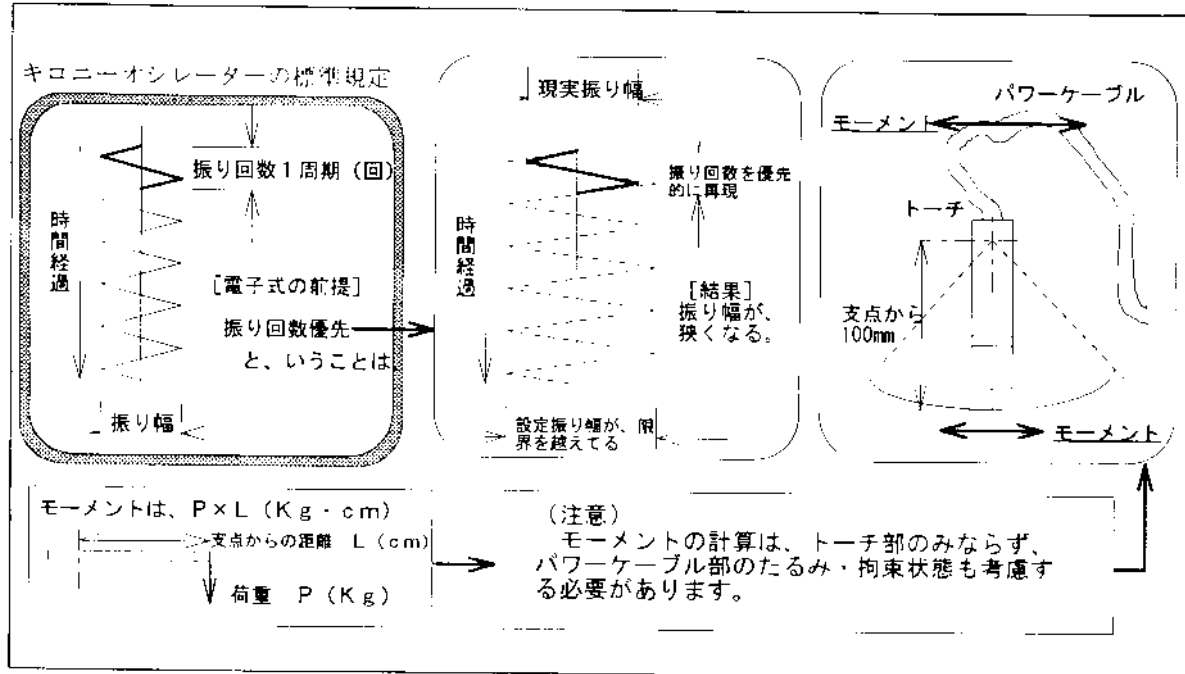 キロニーオシレーターの標準規定
振り回数１周期（回）
時間経過
［電子式の前提］
振り回数優先
と、いうことは
振り幅
現実振り幅
振り回数を優先
的に再現
時間経過
［結果］
振り幅が、
狭くなる。
設定振り幅が、限
界を越えてる
パワーケーブル
モーメント
トーチ
支点から
100mm
モーメント
モーメントは、Ｐ×Ｌ（Ｋｇ・ｃｍ）
支点からの距離　Ｌ（ｃｍ）
荷重　Ｐ（Ｋｇ）
（注意）
モーメントの計算は、トーチ部のみならず、
パワーケーブル部のたるみ・拘束状態も考慮す
る必要があります。